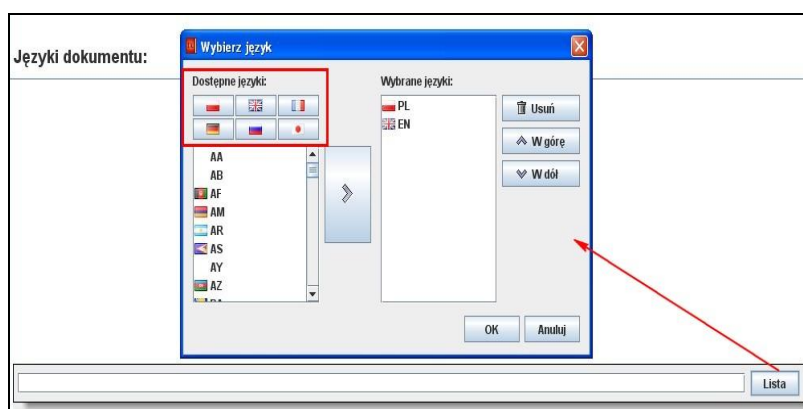 Wybierz język
Języki dokumentu:
Dostępne języki:
Wybrane języki:
PL
EN
Usuń
W górę
W dół
AA
AB
AF
AM
AR
AS
AY
AZ
OK
Anuluj
Lista